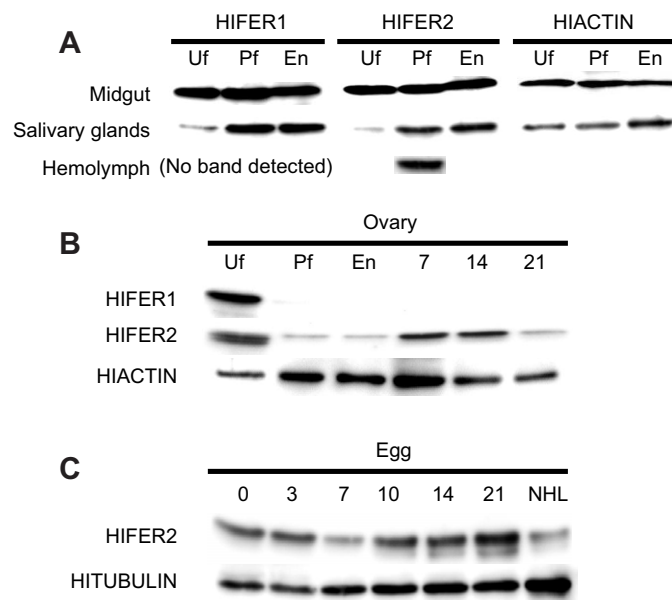 HIFER1 HIFER2 HIACTIN
A
Uf Pf En Uf Pf En Uf Pf En
Midgut
Salivary glands
Hemolymph (No band detected)
Ovary
B
Uf Pf En 7 14 21
HIFER1
HIFER2
HIACTIN
C
Egg
0 3 7 10 14 21 NHL
HIFER2
HITUBULIN